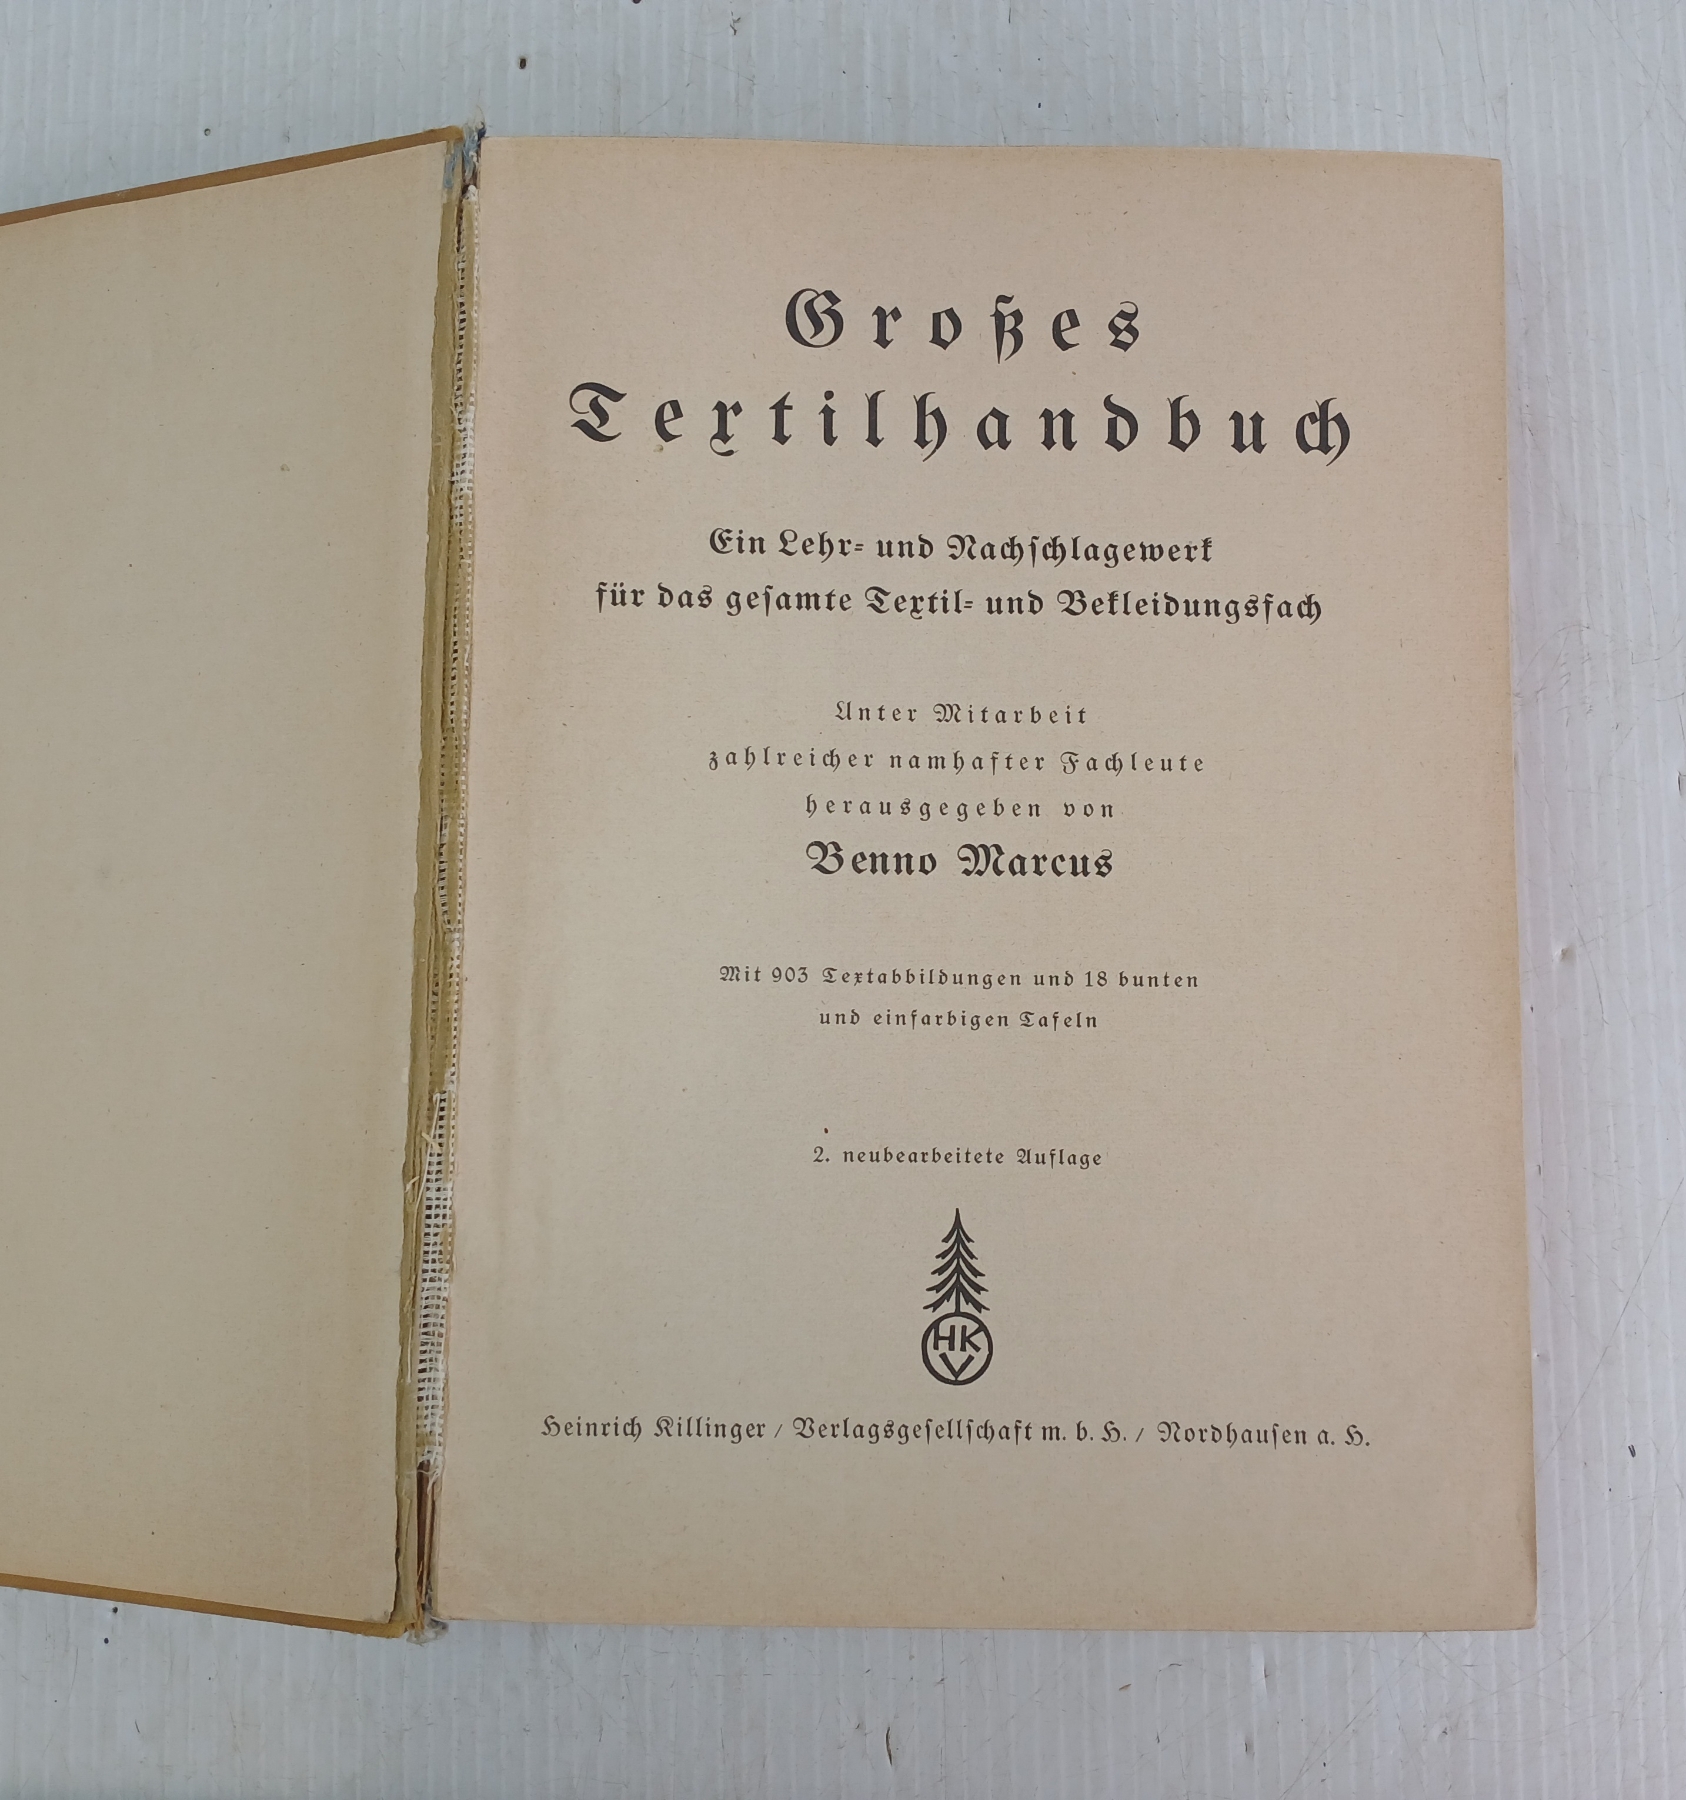 Großes
Textilhandbuch
Ein Lehr- und Nachschlagewerk
für das gesamte Textil- und Bekleidungsfach
Unter Mitarbeit
zahlreicher namhafter Fachleute
herausgegeben von
Benno Marcus
Mit 903 Textabbildungen und 18 bunten
und einfarbigen Tafeln
2. neubearbeitete Auflage
HK
V
Heinrich Killinger / Verlagsgesellschaft m. b. H. / Nordhausen a. H.